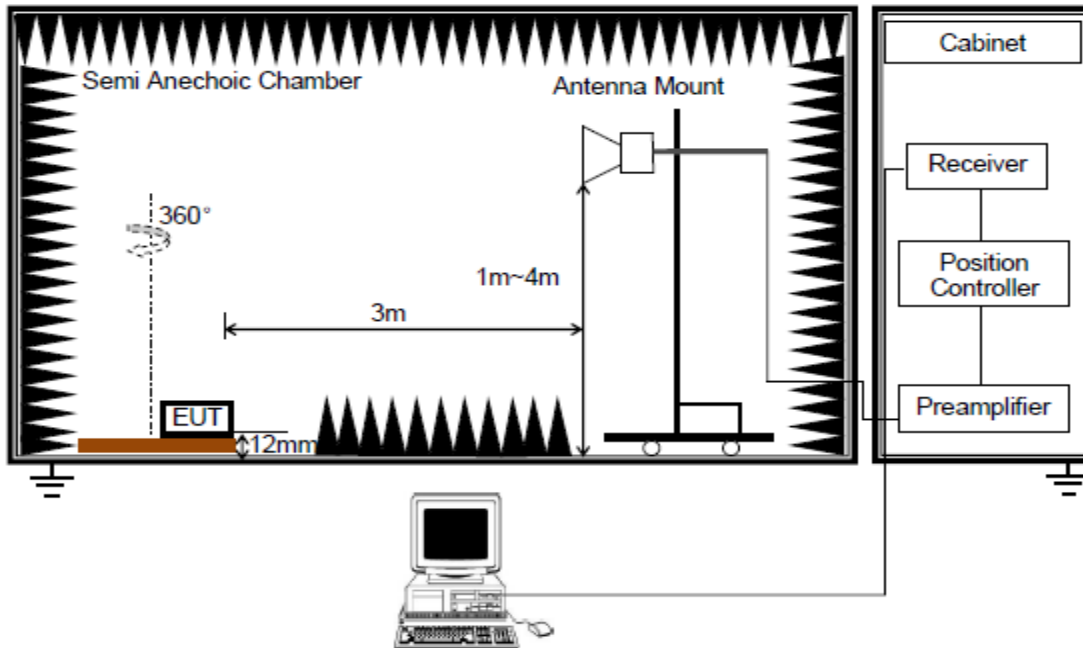 Semi Anechoic Chamber
Antenna Mount
Cabinet
Receiver
360°
Position
Controller
1m~4m
3m
EUT
12mm
Preamplifier